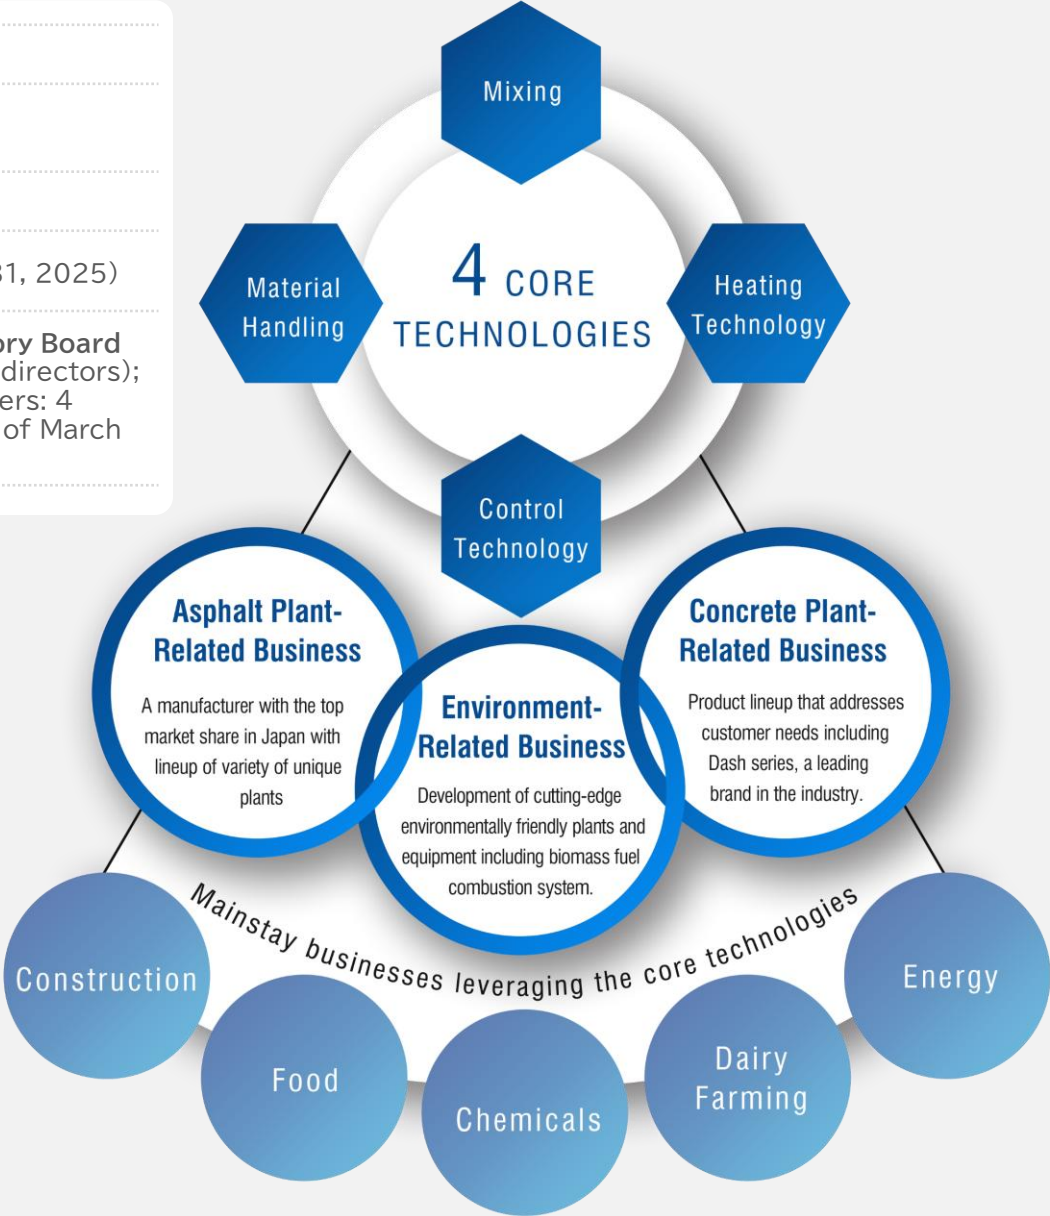 31, 2025)
ory Board
directors);
ers: 4
of March
Mixing
Material
Handling
4 CORE
TECHNOLOGIES
Heating
Technology
Control
Technology
Asphalt Plant-
Related Business
A manufacturer with the top
market share in Japan with
lineup of variety of unique
plants
Environment-
Related Business
Development of cutting-edge
environmentally friendly plants and
equipment including biomass fuel
combustion system.
Concrete Plant-
Related Business
Product lineup that addresses
customer needs including
Dash series, a leading
brand in the industry.
Mainstay businesses leveraging the core technologies
Construction
Food
Chemicals
Dairy
Farming
Energy